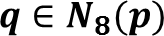 q ∈ N₈(p)